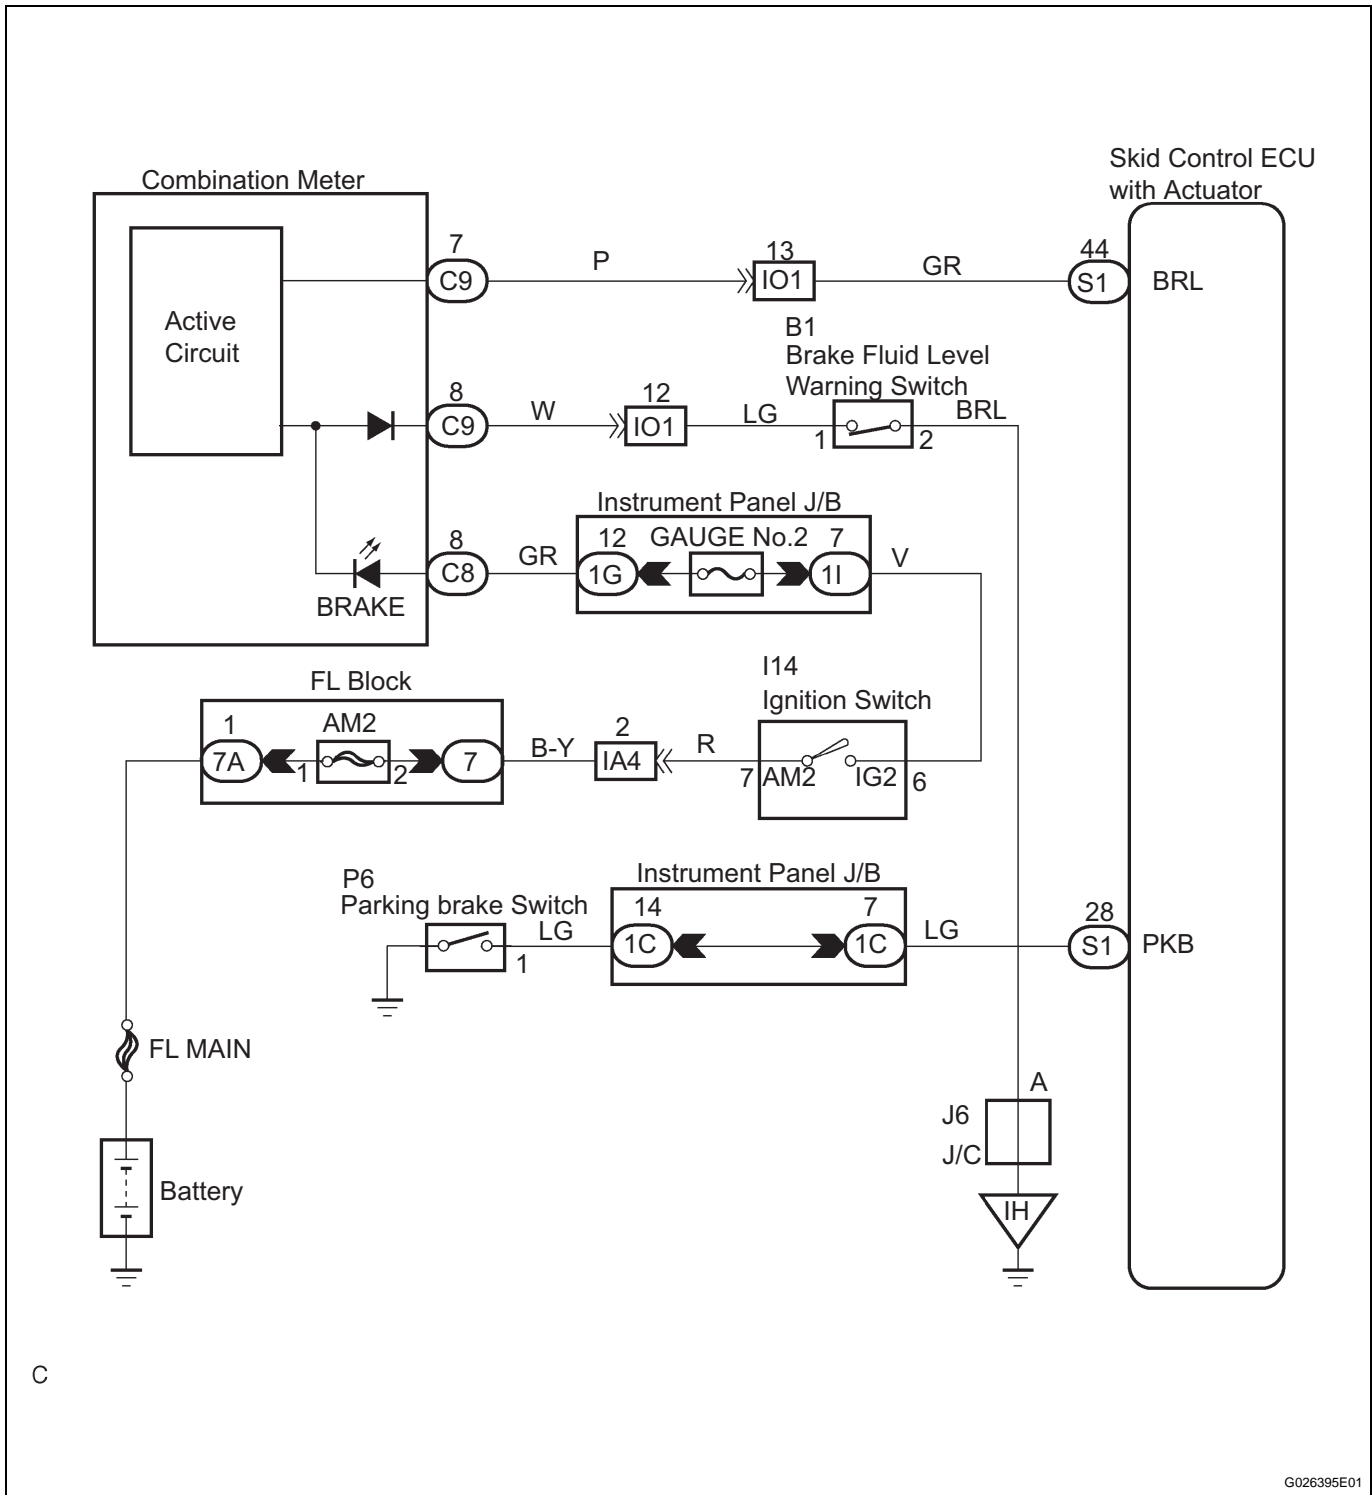 Skid Control ECU
with Actuator
Combination Meter
7
C9
P
13
IO1
GR
44
S1
BRL
Active
Circuit
B1
Brake Fluid Level
Warning Switch
8
C9
W
12
IO1
LG
1
2
BRL
Instrument Panel J/B
8
C8
GR
12
1G
GAUGE No.2
7
1I
V
BRAKE
FL Block
I14
Ignition Switch
1
7A
AM2
1
2
7
B-Y
2
IA4
R
7
AM2
IG2
6
P6
Parking brake Switch
Instrument Panel J/B
1
LG
14
1C
7
1C
LG
28
S1
PKB
FL MAIN
A
J6
J/C
Battery
IH
C
G026395E01